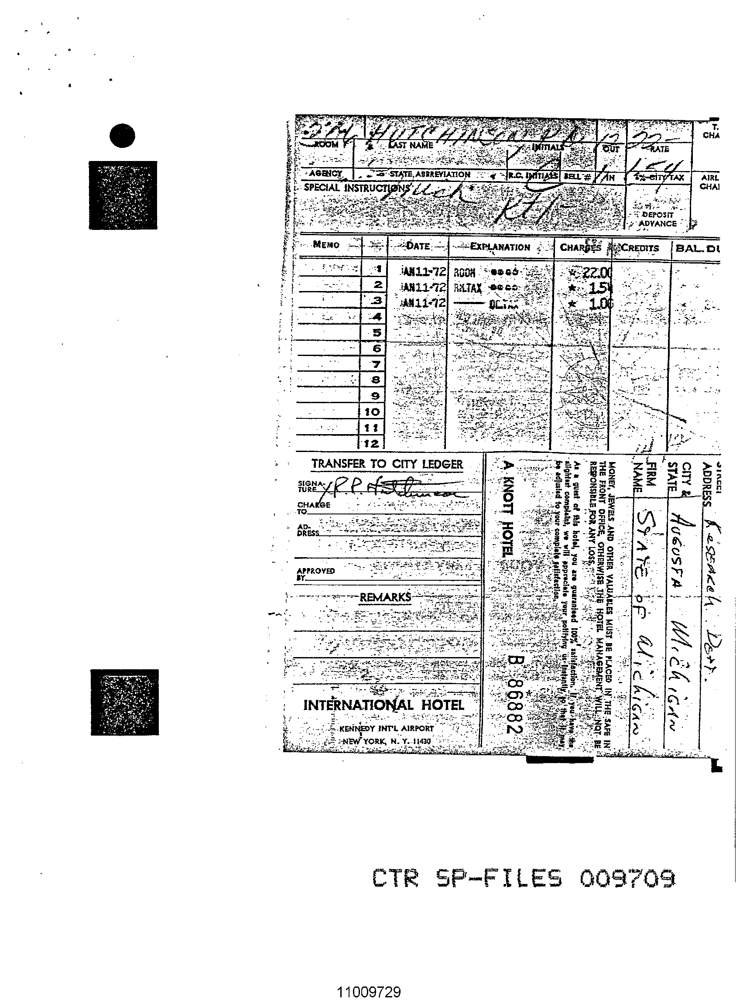 HUTCHINSON 22-
ROOM LAST NAME INITIALS OUT RATE
T.
CHA
AGENCY STATE, ABBREVIATION R.C. INITIALS BELL # IN CITY TAX
AIRL
CHAI
SPECIAL INSTRUCTIONS
DEPOSIT
ADVANCE
MEMO DATE EXPLANATION CHARGES CREDITS BAL. DU
1 JAN11-72 ROOM * 22.00
2 JAN11-72 RMTAX * 1.54
3 JAN11-72 * 1.00
4
5
6
7
8
9
10
11
12
TRANSFER TO CITY LEDGER
SIGNATURE X R.P. Hutchinson
CHARGE
TO
ADDRESS
APPROVED
BY
REMARKS
INTERNATIONAL HOTEL
KENNEDY INT'L AIRPORT
NEW YORK, N. Y. 11430
STREET
ADDRESS Research Dept.
CITY &
STATE Augusta, Michigan
FIRM
NAME State of Michigan
MONEY, JEWELS AND OTHER VALUABLES MUST BE PLACED IN THE SAFE IN
THE FRONT OFFICE, OTHERWISE THE HOTEL MANAGEMENT WILL NOT BE
RESPONSIBLE FOR ANY LOSS.
As a guest of this hotel, you are guaranteed 100% satisfaction. If you have the
slightest complaint, we will appreciate your notifying us instantly, so that it may
be adjusted to your complete satisfaction.
A KNOTT HOTEL B 86882
CTR SP-FILES 009709
11009729